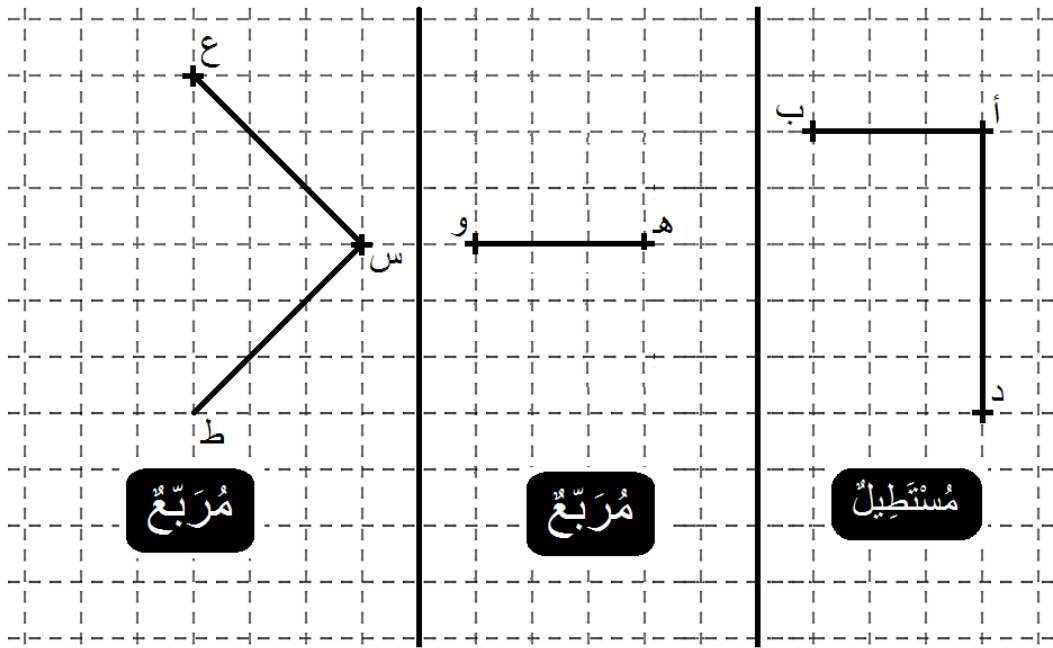 أ
ب
د
مُسْتَطِيلٌ
هـ
و
مُرَبّعٌ
ع
س
ط
مُرَبّعٌ